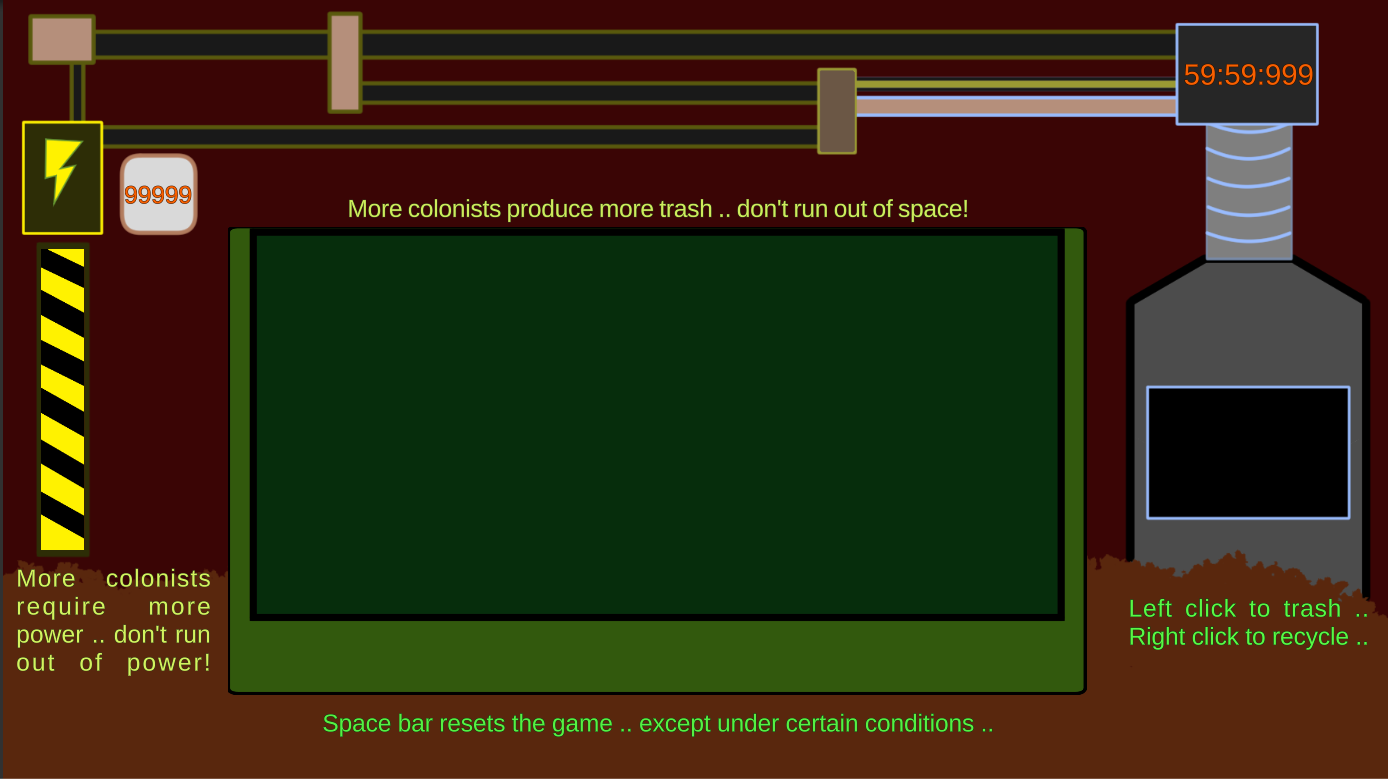 59:59:999
99999
More colonists produce more trash .. don't run out of space!
More colonists
require more
power .. don't run
out of power!
Left click to trash ..
Right click to recycle ..
Space bar resets the game .. except under certain conditions ..